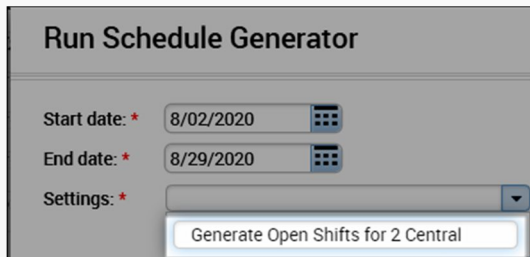 Run Schedule Generator
Start date: * 8/02/2020
End date: * 8/29/2020
Settings: *
Generate Open Shifts for 2 Central